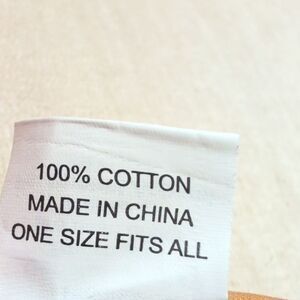 100% COTTON
MADE IN CHINA
ONE SIZE FITS ALL